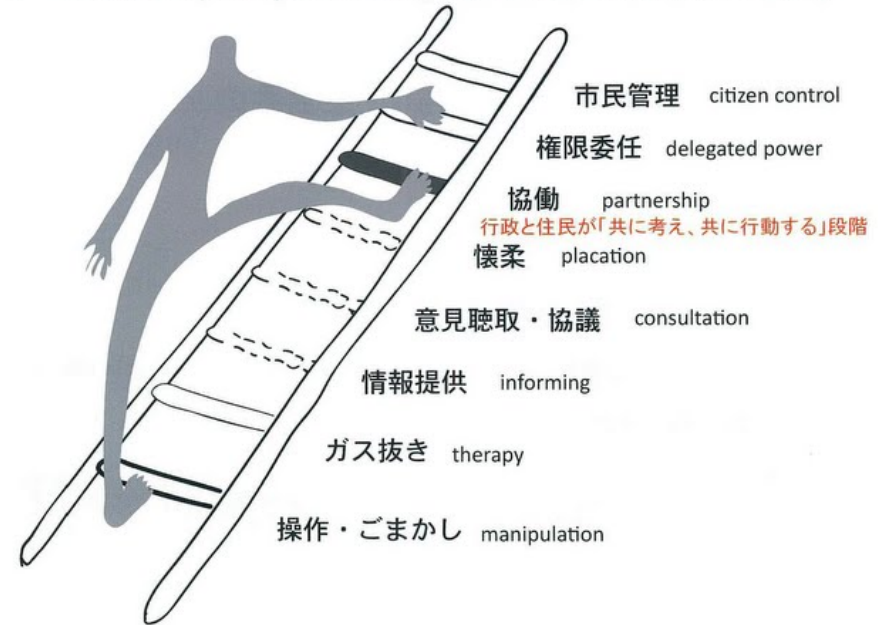 市民管理 citizen control
権限委任 delegated power
協働 partnership
行政と住民が「共に考え、共に行動する」段階
懐柔 placation
意見聴取・協議 consultation
情報提供 informing
ガス抜き therapy
操作・ごまかし manipulation